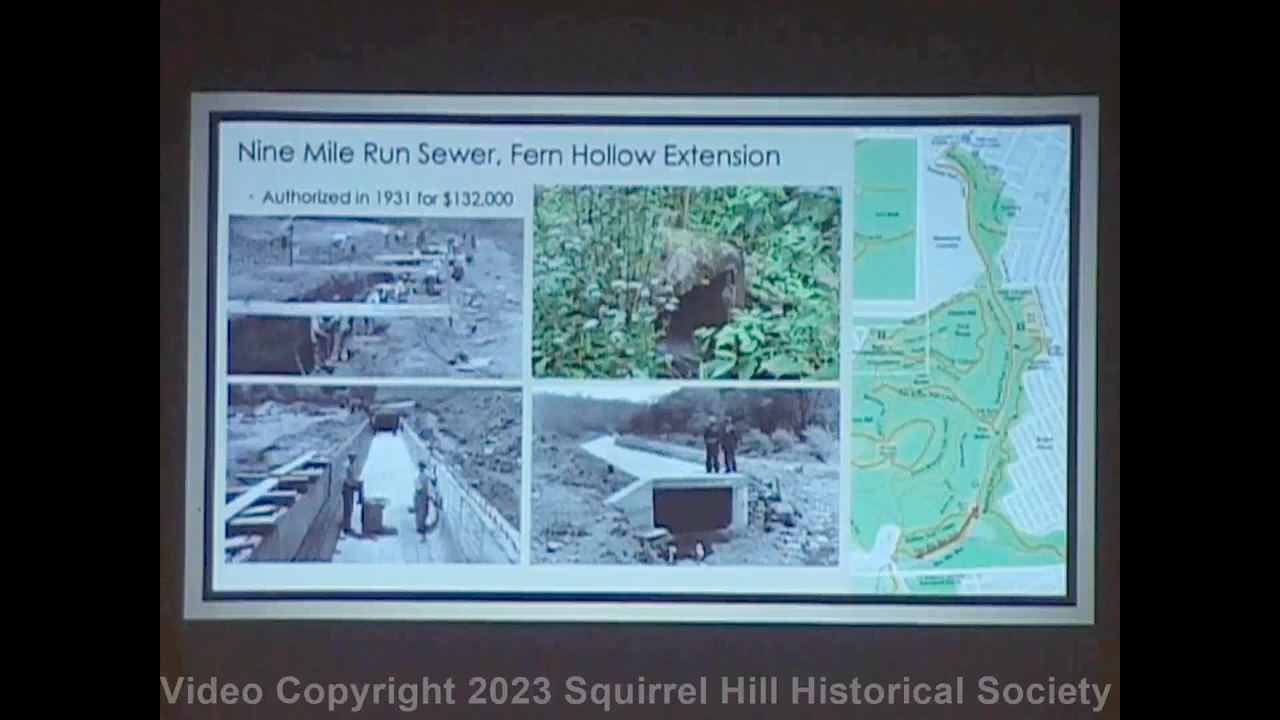 Nine Mile Run Sewer, Fern Hollow Extension
• Authorized in 1931 for $132,000
Video Copyright 2023 Squirrel Hill Historical Society